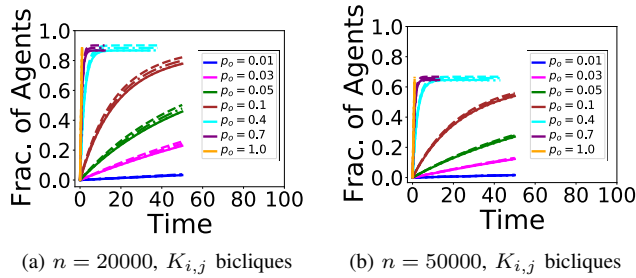 Frac. of Agents
1.0
0.8
0.6
0.4
0.2
0.0
0 20 40 60 80 100
Time
p_o = 0.01
p_o = 0.03
p_o = 0.05
p_o = 0.1
p_o = 0.4
p_o = 0.7
p_o = 1.0
(a) n = 20000, K_{i,j} bicliques
Frac. of Agents
1.0
0.8
0.6
0.4
0.2
0.0
0 20 40 60 80 100
Time
p_o = 0.01
p_o = 0.03
p_o = 0.05
p_o = 0.1
p_o = 0.4
p_o = 0.7
p_o = 1.0
(b) n = 50000, K_{i,j} bicliques